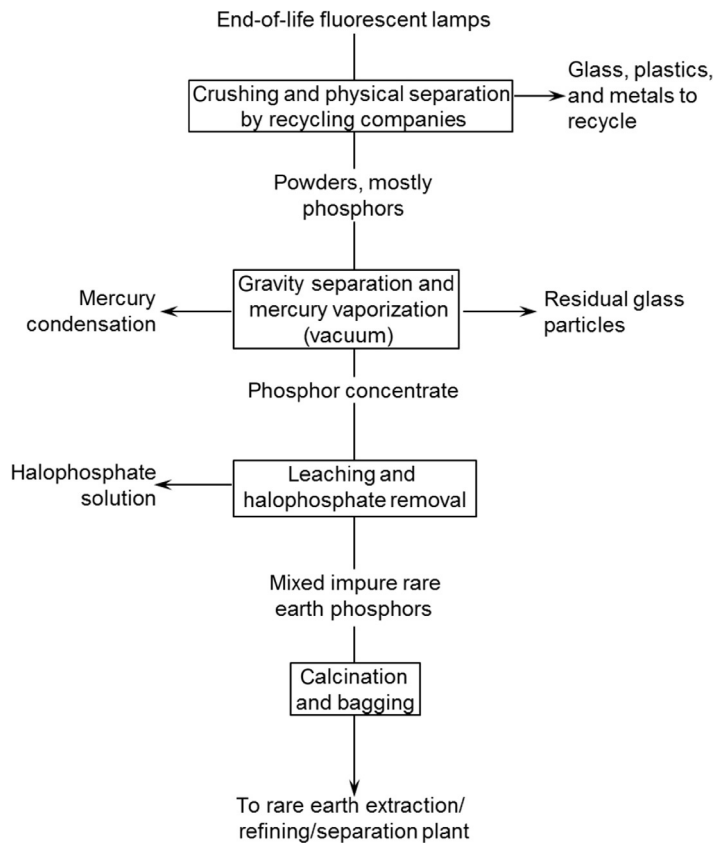 End-of-life fluorescent lamps
Crushing and physical separation
by recycling companies
Glass, plastics,
and metals to
recycle
Powders, mostly
phosphors
Mercury
condensation
Gravity separation and
mercury vaporization
(vacuum)
Residual glass
particles
Phosphor concentrate
Halophosphate
solution
Leaching and
halophosphate removal
Mixed impure rare
earth phosphors
Calcination
and bagging
To rare earth extraction/
refining/separation plant